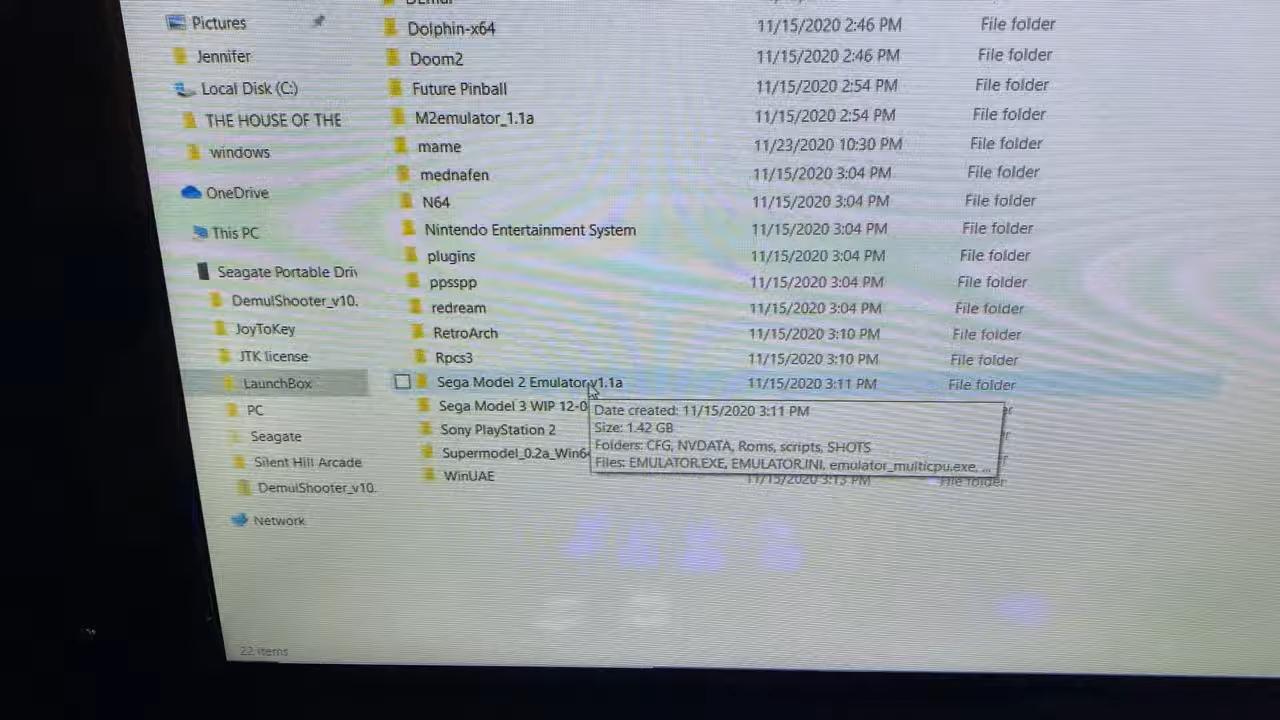 Pictures
Jennifer
Local Disk (C:)
THE HOUSE OF THE
windows
OneDrive
This PC
Seagate Portable Driv
DemulShooter_v10.
JoyToKey
JTK license
LaunchBox
PC
Seagate
Silent Hill Arcade
DemulShooter_v10.
Network
22 items
Dolphin-x64 11/15/2020 2:46 PM File folder
Doom2 11/15/2020 2:46 PM File folder
Future Pinball 11/15/2020 2:54 PM File folder
M2emulator_1.1a 11/15/2020 2:54 PM File folder
mame 11/23/2020 10:30 PM File folder
mednafen 11/15/2020 3:04 PM File folder
N64 11/15/2020 3:04 PM File folder
Nintendo Entertainment System 11/15/2020 3:04 PM File folder
plugins 11/15/2020 3:04 PM File folder
ppsspp 11/15/2020 3:04 PM File folder
redream 11/15/2020 3:04 PM File folder
RetroArch 11/15/2020 3:10 PM File folder
Rpcs3 11/15/2020 3:10 PM File folder
Sega Model 2 Emulator v1.1a 11/15/2020 3:11 PM File folder
Sega Model 3 WIP 12-0
Sony PlayStation 2
Supermodel_0.2a_Win6
WinUAE 11/15/2020 3:13 PM File folder
Date created: 11/15/2020 3:11 PM
Size: 1.42 GB
Folders: CFG, NVDATA, Roms, scripts, SHOTS
Files: EMULATOR.EXE, EMULATOR.INI, emulator_multicpu.exe, ...